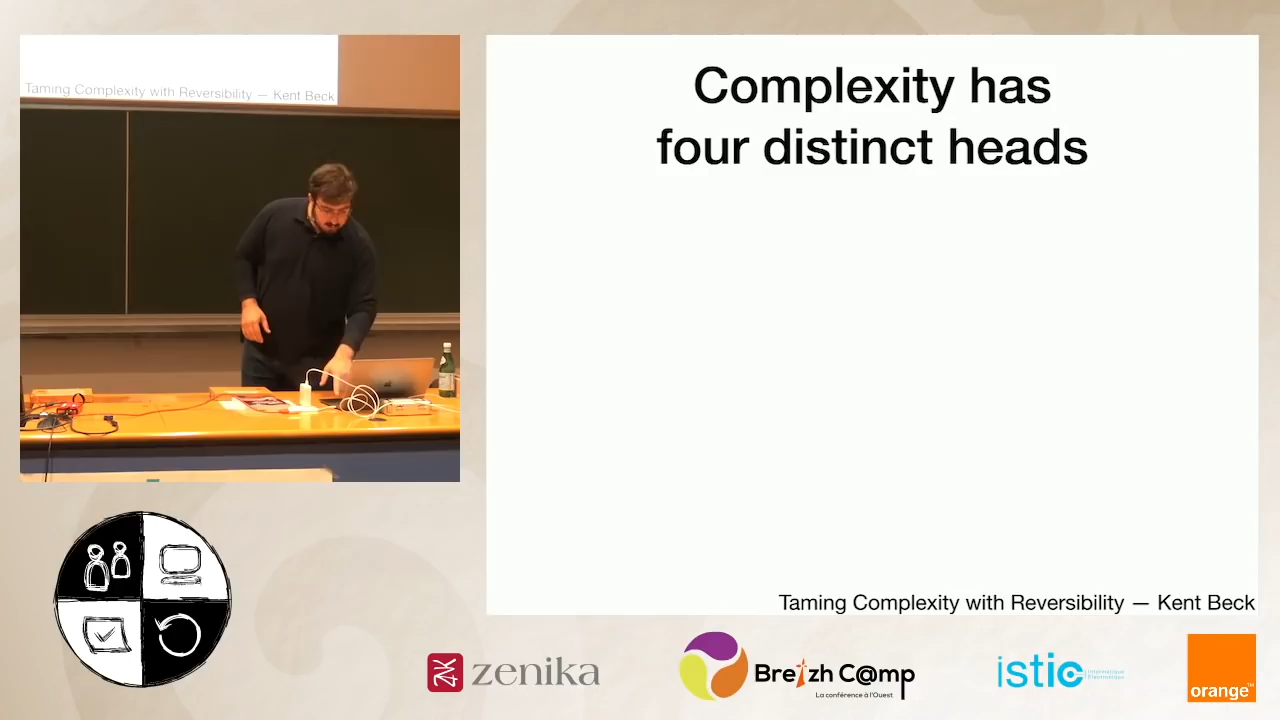 Taming Complexity with Reversibility — Kent Beck
Complexity has
four distinct heads
Taming Complexity with Reversibility — Kent Beck
zenika
Breizh C@mp
La conférence à l'Ouest
istic
orange™